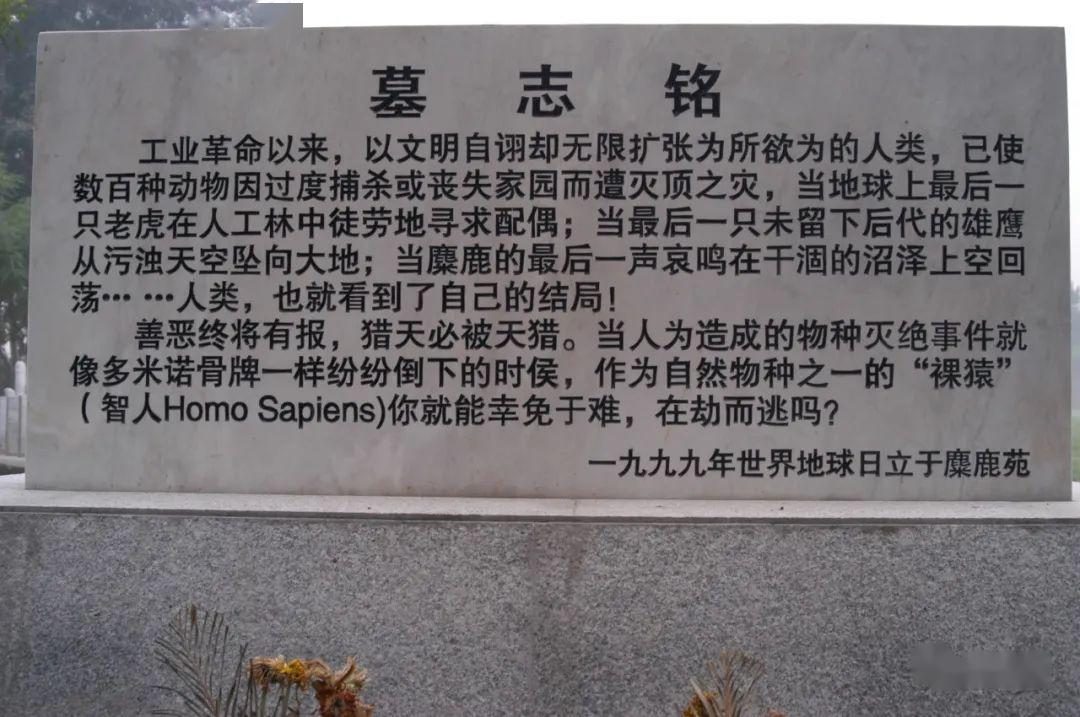 墓志铭
工业革命以来，以文明自诩却无限扩张为所欲为的人类，已使
数百种动物因过度捕杀或丧失家园而遭灭顶之灾，当地球上最后一
只老虎在人工林中徒劳地寻求配偶；当最后一只未留下后代的雄鹰
从污浊天空坠向大地；当麋鹿的最后一声哀鸣在干涸的沼泽上空回
荡… …人类，也就看到了自己的结局！
善恶终将有报，猎天必被天猎。当人为造成的物种灭绝事件就
像多米诺骨牌一样纷纷倒下的时侯，作为自然物种之一的“裸猿”
（智人Homo Sapiens)你就能幸免于难，在劫而逃吗？
一九九九年世界地球日立于麋鹿苑